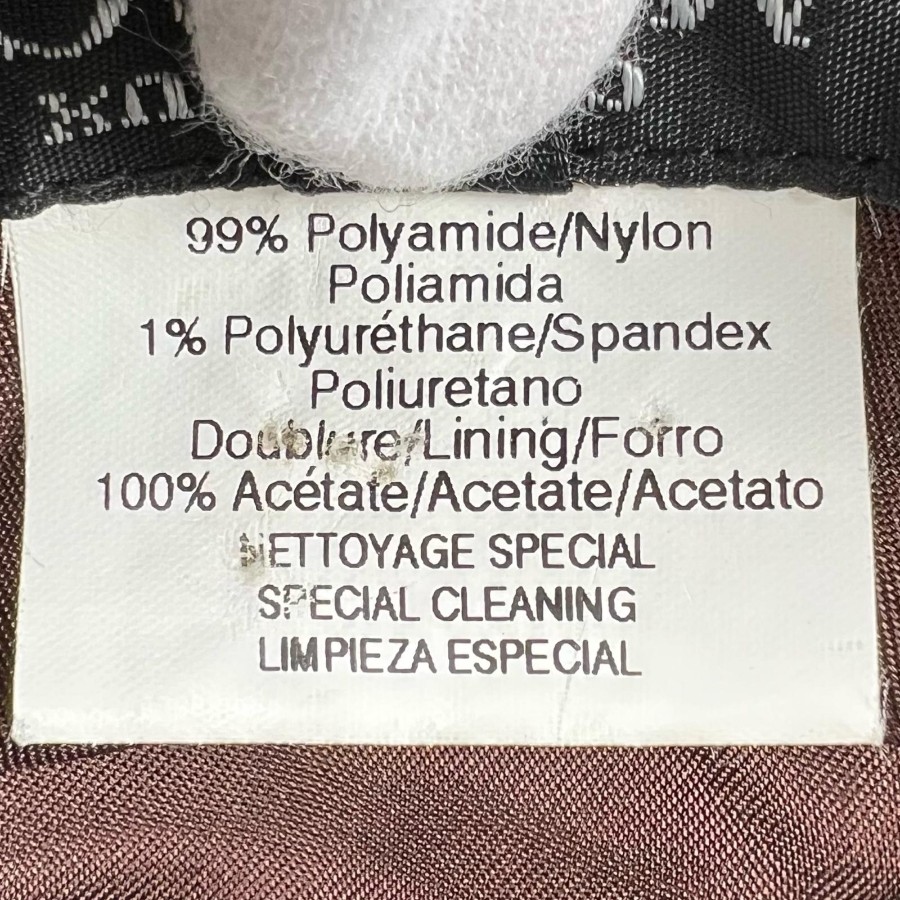 99% Polyamide/Nylon
Poliamida
1% Polyuréthane/Spandex
Poliuretano
Doublure/Lining/Forro
100% Acétate/Acetate/Acetato
NETTOYAGE SPECIAL
SPECIAL CLEANING
LIMPIEZA ESPECIAL